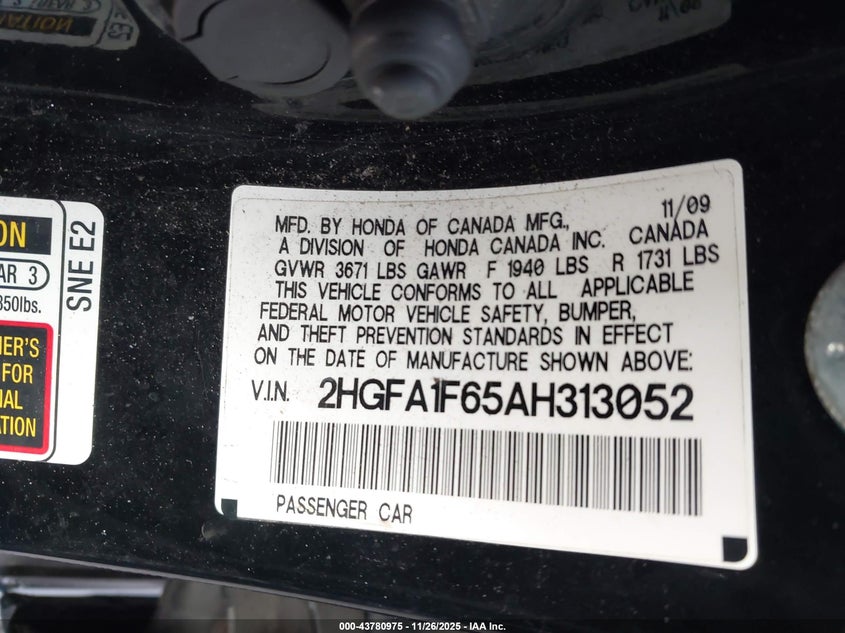 11/09
MFD. BY HONDA OF CANADA MFG.,
A DIVISION OF HONDA CANADA INC. CANADA
GVWR 3671 LBS GAWR F 1940 LBS R 1731 LBS
THIS VEHICLE CONFORMS TO ALL APPLICABLE
FEDERAL MOTOR VEHICLE SAFETY, BUMPER,
AND THEFT PREVENTION STANDARDS IN EFFECT
ON THE DATE OF MANUFACTURE SHOWN ABOVE:
V.I.N. 2HGFA1F65AH313052
PASSENGER CAR
SNE E2
ON
AR 3
350lbs.
ER'S
FOR
000-43780975 - 11/26/2025 - IAA Inc.